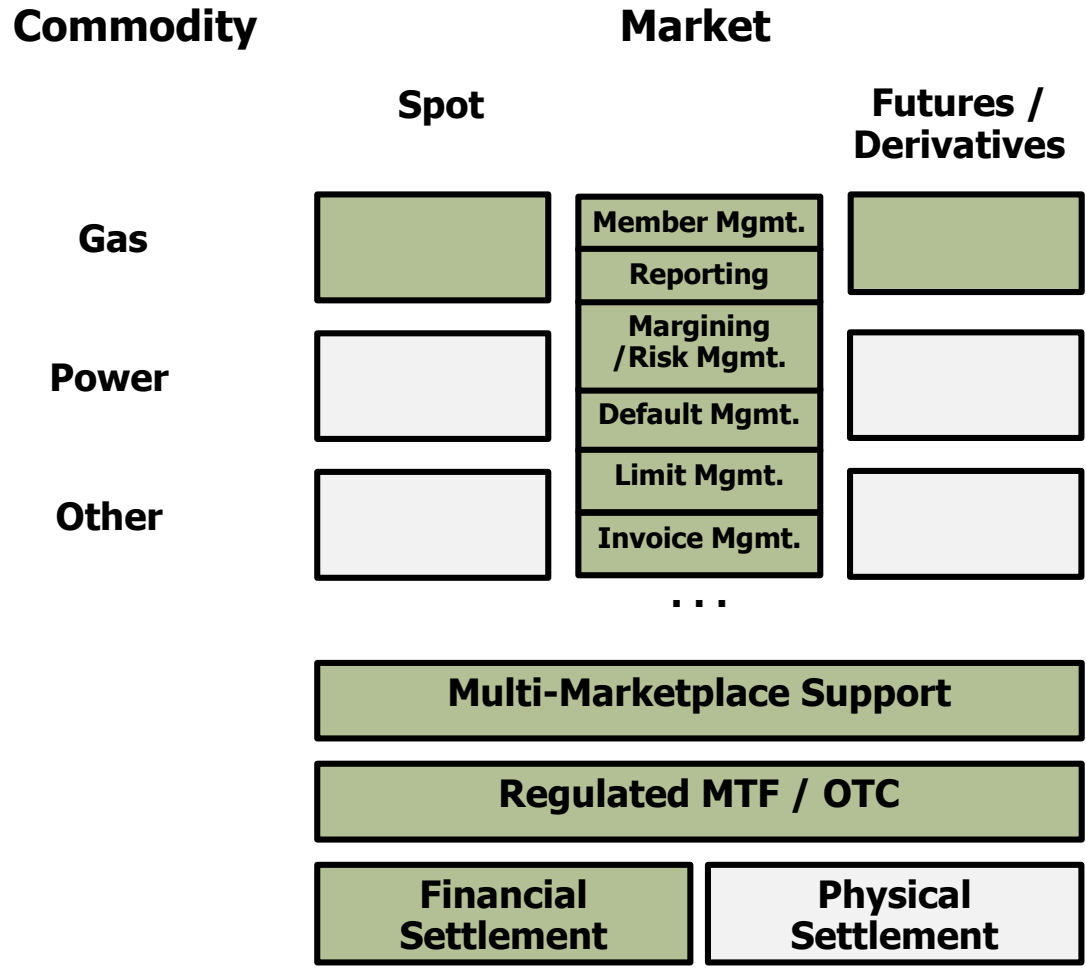 Commodity
Market
Spot
Futures /
Derivatives
Gas
Member Mgmt.
Reporting
Margining
/Risk Mgmt.
Power
Default Mgmt.
Limit Mgmt.
Other
Invoice Mgmt.
. . .
Multi-Marketplace Support
Regulated MTF / OTC
Financial
Settlement
Physical
Settlement